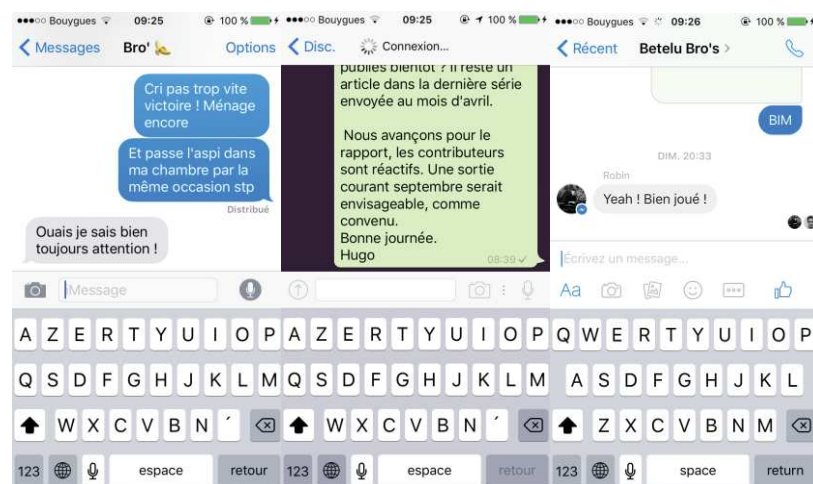 Bouygues 09:25 100 %
Messages Bro' Options
Cri pas trop vite
victoire ! Ménage
encore
Et passe l'aspi dans
ma chambre par la
même occasion stp
Distribué
Ouais je sais bien
toujours attention !
Message
A Z E R T Y U I O P
Q S D F G H J K L M
W X C V B N ´
123 espace retour
Bouygues 09:25 100 %
Disc. Connexion...
publiés bientôt ? Il reste un
article dans la dernière série
envoyée au mois d'avril.
Nous avançons pour le
rapport, les contributeurs
sont réactifs. Une sortie
courant septembre serait
envisageable, comme
convenu.
Bonne journée.
Hugo
08:39
A Z E R T Y U I O P
Q S D F G H J K L M
W X C V B N ´
123 espace retour
Bouygues 09:26 100 %
Récent Betelu Bro's
BIM
DIM. 20:33
Robin
Yeah ! Bien joué !
Écrivez un message...
Aa
Q W E R T Y U I O P
A S D F G H J K L
Z X C V B N M
123 space return